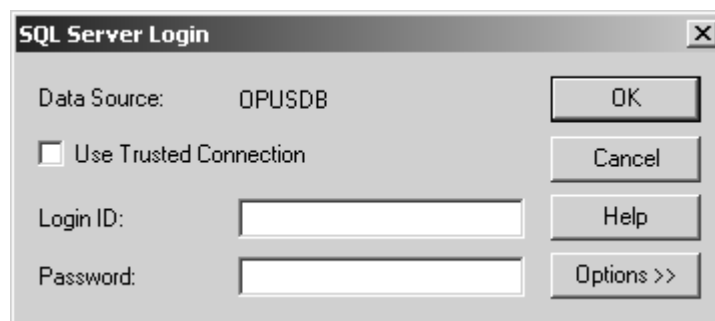 SQL Server Login
Data Source: OPUSDB
OK
Use Trusted Connection
Cancel
Login ID:
Help
Password:
Options >>